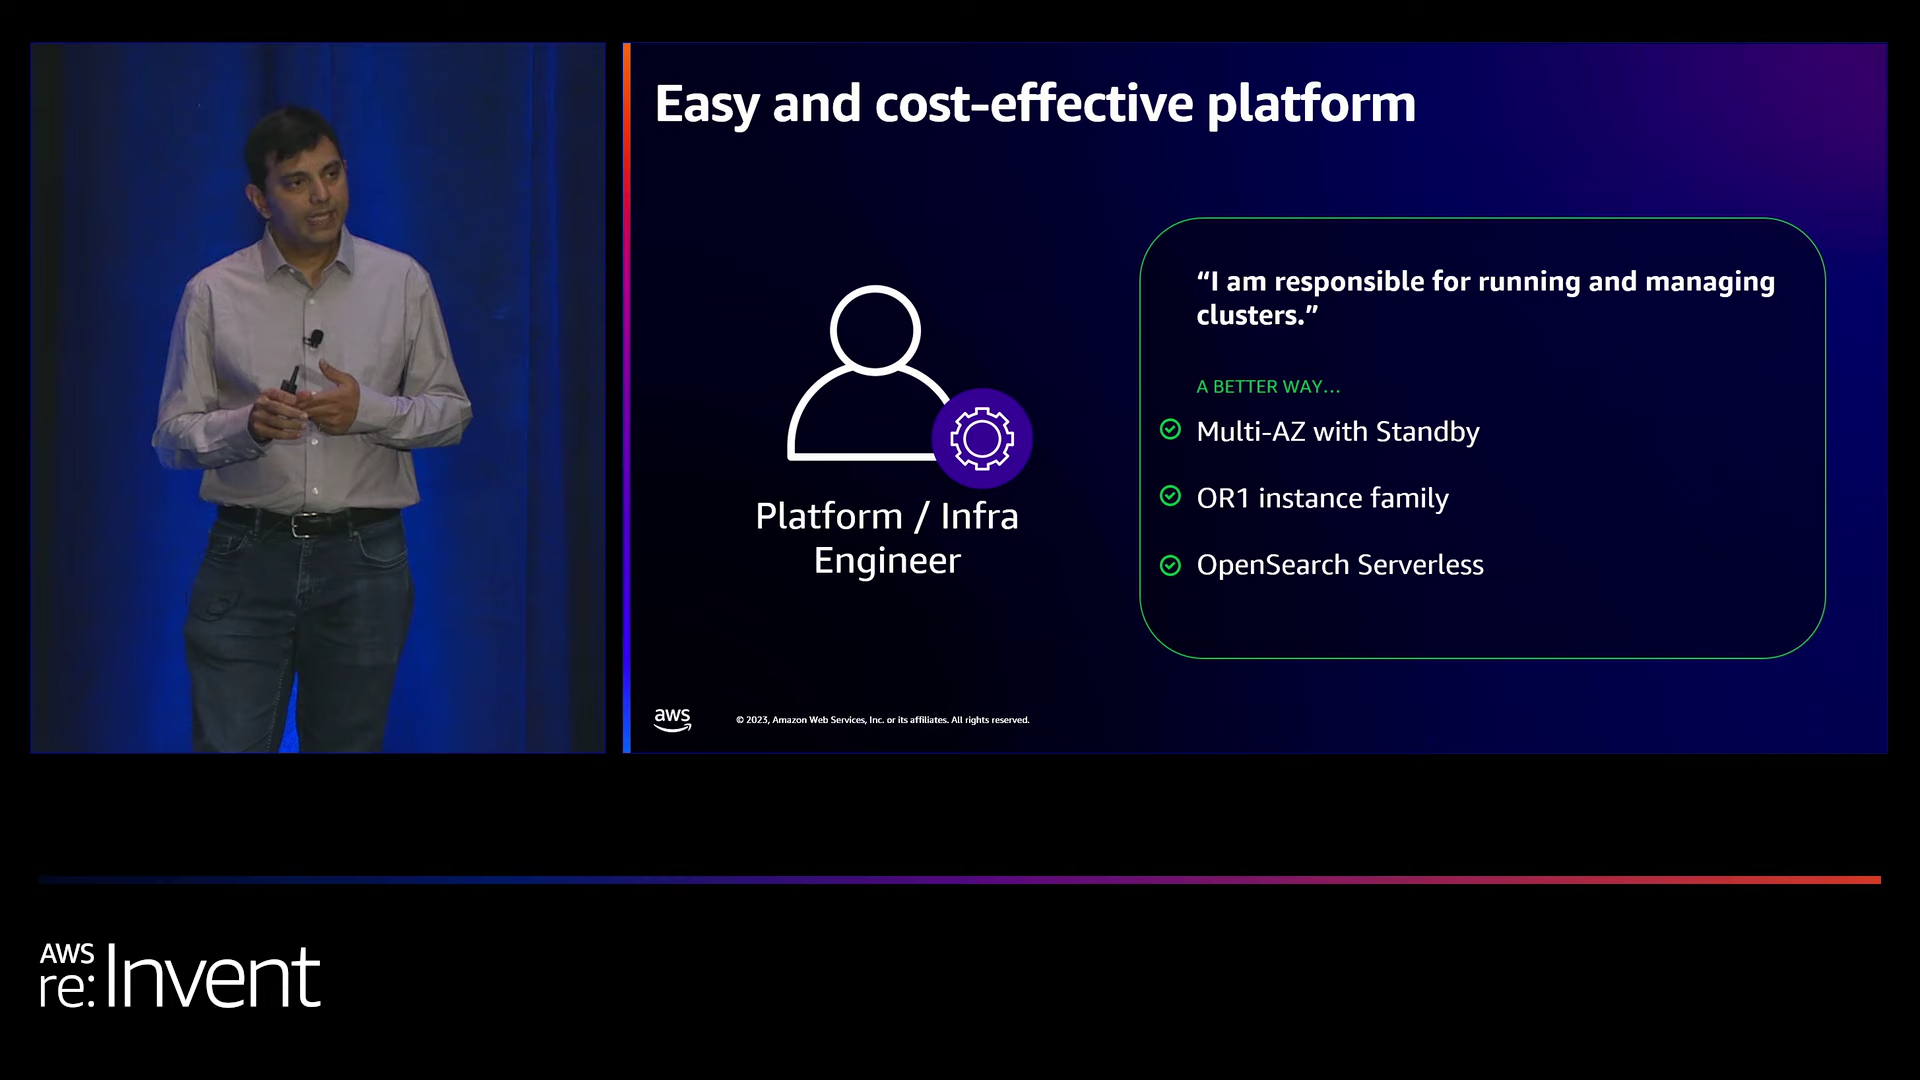 Easy and cost-effective platform
“I am responsible for running and managing
clusters.”
A BETTER WAY...
Multi-AZ with Standby
OR1 instance family
OpenSearch Serverless
Platform / Infra
Engineer
aws
© 2023, Amazon Web Services, Inc. or its affiliates. All rights reserved.
AWS
re:Invent